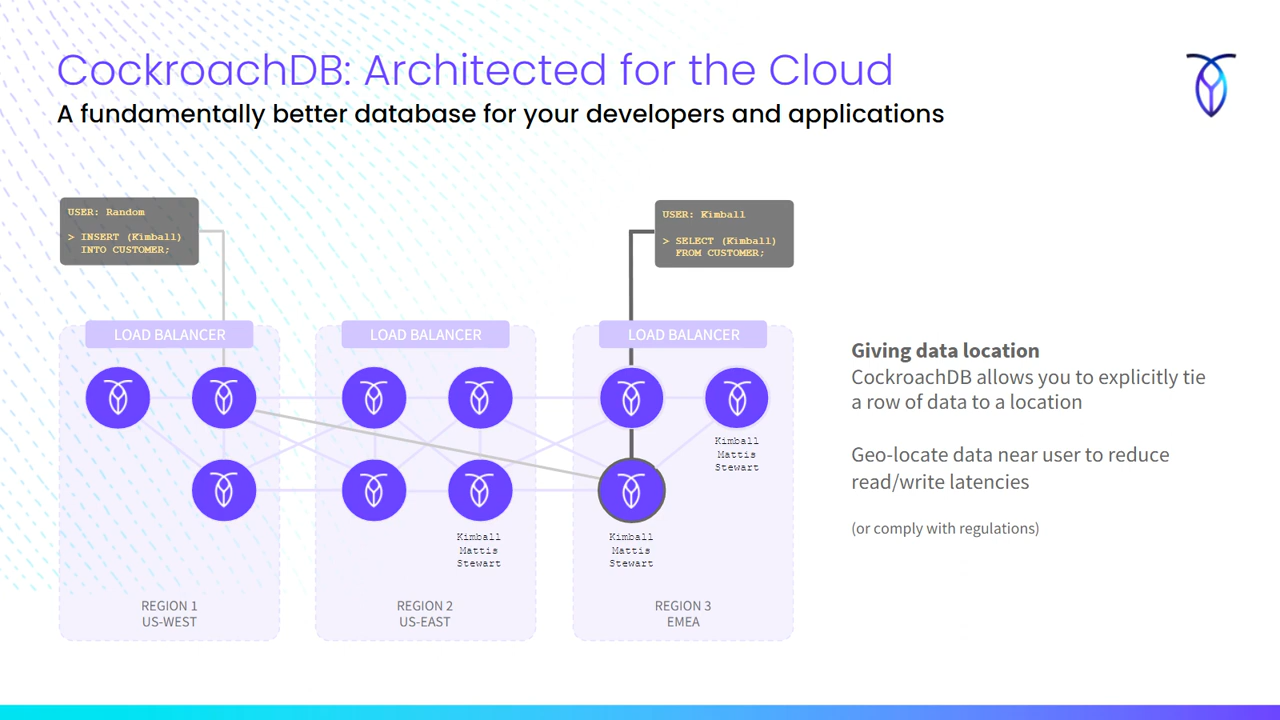 CockroachDB: Architected for the Cloud
A fundamentally better database for your developers and applications
USER: Random
> INSERT (Kimball)
INTO CUSTOMER;
USER: Kimball
> SELECT (Kimball)
FROM CUSTOMER;
LOAD BALANCER
LOAD BALANCER
LOAD BALANCER
Kimball
Mattis
Stewart
Kimball
Mattis
Stewart
Kimball
Mattis
Stewart
REGION 1
US-WEST
REGION 2
US-EAST
REGION 3
EMEA
Giving data location
CockroachDB allows you to explicitly tie
a row of data to a location
Geo-locate data near user to reduce
read/write latencies
(or comply with regulations)